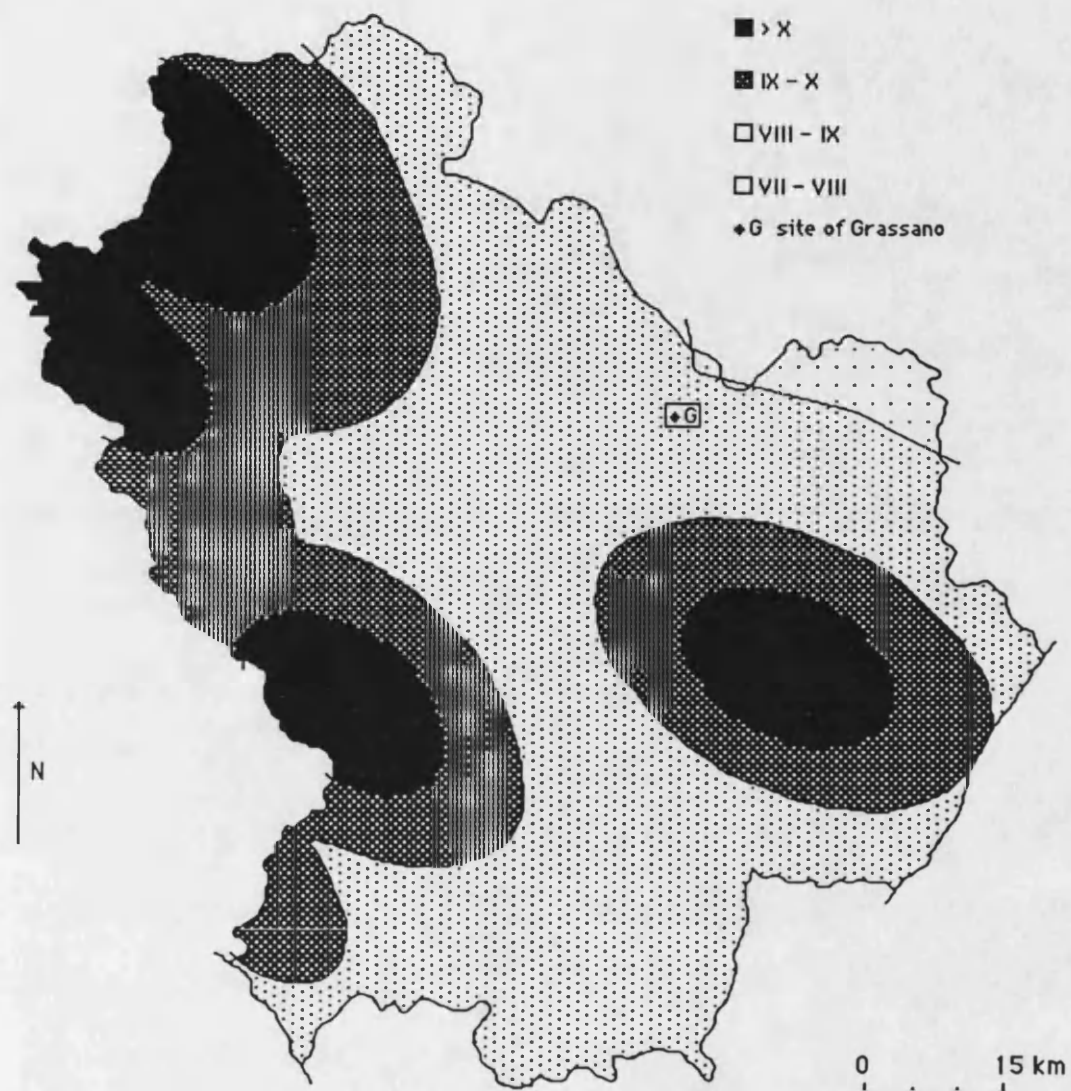 > X
IX - X
VIII - IX
VII - VIII
G site of Grassano
G
N
0 15 km